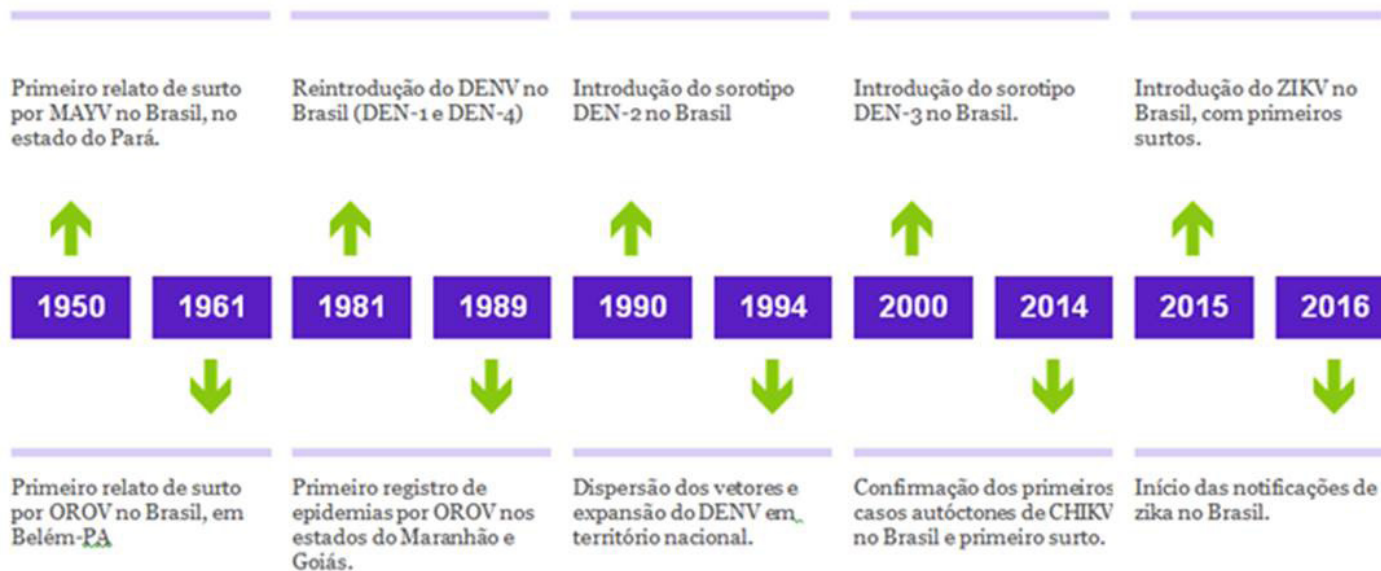 Primeiro relato de surto
por MAYV no Brasil, no
estado do Pará.
Reintrodução do DENV no
Brasil (DEN-1 e DEN-4)
Introdução do sorotipo
DEN-2 no Brasil
Introdução do sorotipo
DEN-3 no Brasil.
Introdução do ZIKV no
Brasil, com primeiros
surtos.
1950
1961
1981
1989
1990
1994
2000
2014
2015
2016
Primeiro relato de surto
por OROV no Brasil, em
Belém-PA
Primeiro registro de
epidemias por OROV nos
estados do Maranhão e
Goiás.
Dispersão dos vetores e
expansão do DENV em
território nacional.
Confirmação dos primeiros
casos autóctones de CHIKV
no Brasil e primeiro surto.
Início das notificações de
zika no Brasil.